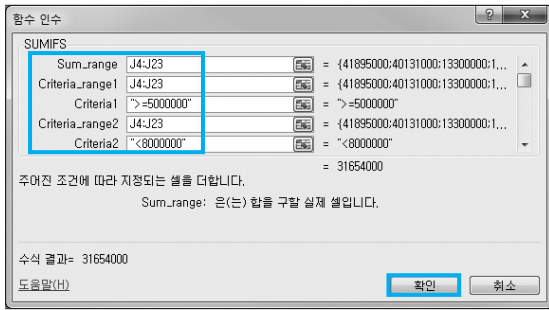 함수 인수
SUMIFS
Sum_range J4:J23 = {41895000;40131000;13300000;1...
Criteria_range1 J4:J23 = {41895000;40131000;13300000;1...
Criteria1 ">=5000000" = ">=5000000"
Criteria_range2 J4:J23 = {41895000;40131000;13300000;1...
Criteria2 "<8000000" = "<8000000"
= 31654000
주어진 조건에 따라 지정되는 셀을 더합니다.
Sum_range: 은(는) 합을 구할 실제 셀입니다.
수식 결과= 31654000
도움말(H) 확인 취소